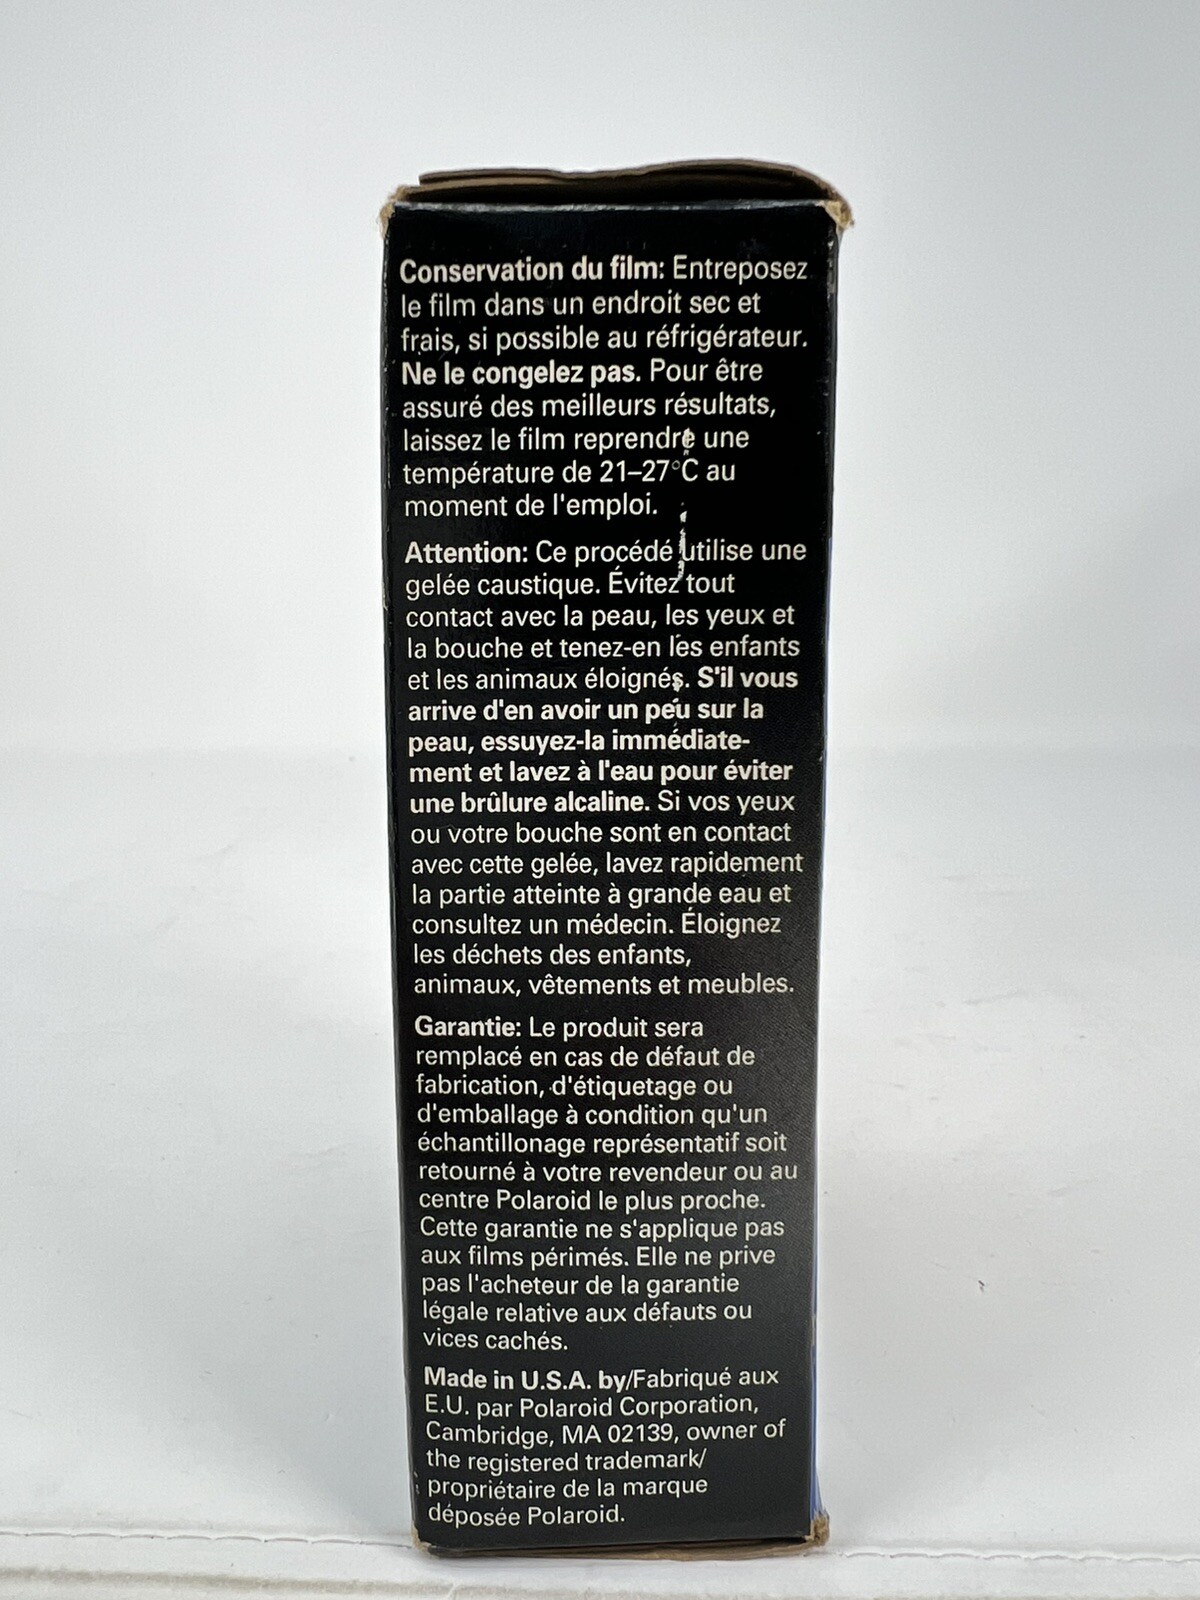 Conservation du film: Entreposez
le film dans un endroit sec et
frais, si possible au réfrigérateur.
Ne le congelez pas. Pour être
assuré des meilleurs résultats,
laissez le film reprendre une
température de 21–27°C au
moment de l'emploi.
Attention: Ce procédé utilise une
gelée caustique. Évitez tout
contact avec la peau, les yeux et
la bouche et tenez-en les enfants
et les animaux éloignés. S'il vous
arrive d'en avoir un peu sur la
peau, essuyez-la immédiate-
ment et lavez à l'eau pour éviter
une brûlure alcaline. Si vos yeux
ou votre bouche sont en contact
avec cette gelée, lavez rapidement
la partie atteinte à grande eau et
consultez un médecin. Éloignez
les déchets des enfants,
animaux, vêtements et meubles.
Garantie: Le produit sera
remplacé en cas de défaut de
fabrication, d'étiquetage ou
d'emballage à condition qu'un
échantillonage représentatif soit
retourné à votre revendeur ou au
centre Polaroid le plus proche.
Cette garantie ne s'applique pas
aux films périmés. Elle ne prive
pas l'acheteur de la garantie
légale relative aux défauts ou
vices cachés.
Made in U.S.A. by/Fabriqué aux
E.U. par Polaroid Corporation,
Cambridge, MA 02139, owner of
the registered trademark/
propriétaire de la marque
déposée Polaroid.